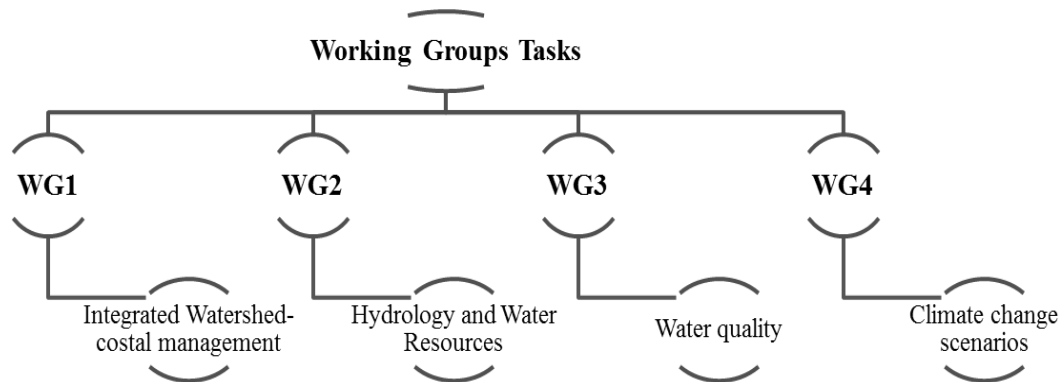 Working Groups Tasks
WG1
WG2
WG3
WG4
Integrated Watershed-
costal management
Hydrology and Water
Resources
Water quality
Climate change
scenarios